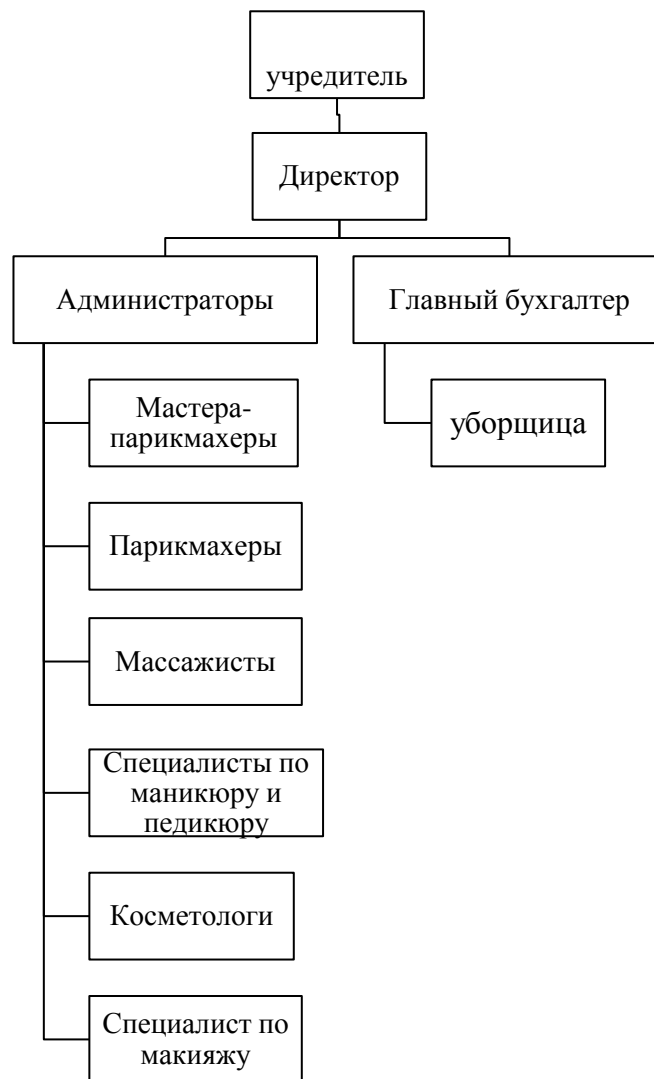 учредитель
Директор
Администраторы
Главный бухгалтер
Мастера-
парикмахеры
уборщица
Парикмахеры
Массажисты
Специалисты по
маникюру и
педикюру
Косметологи
Специалист по
макияжу